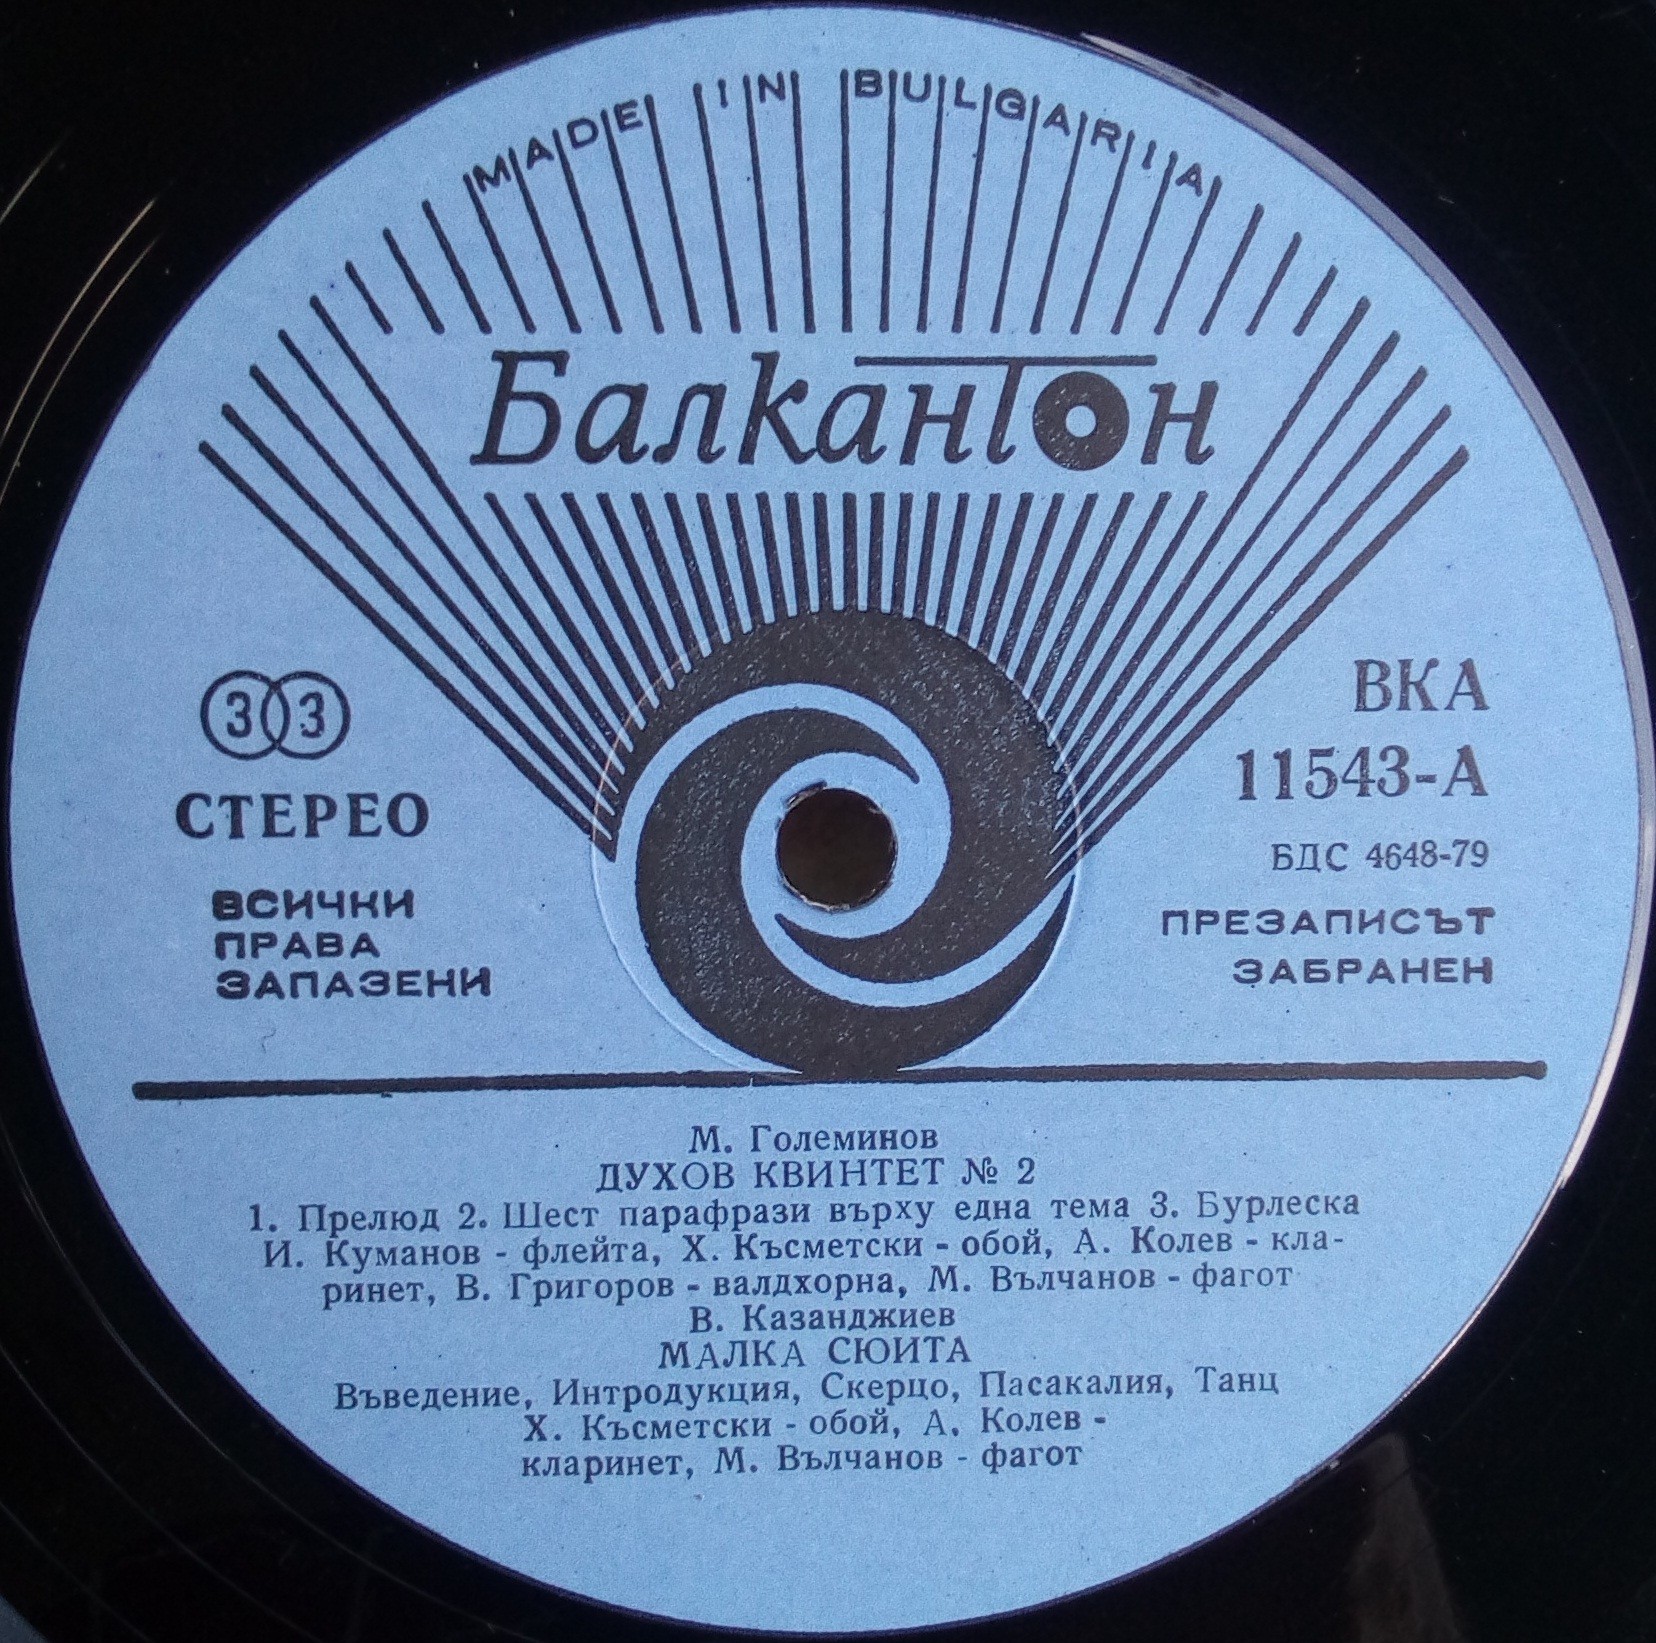 MADE IN BULGARIA
Балкантон
33
СТЕРЕО
ВСИЧКИ
ПРАВА
ЗАПАЗЕНИ
ВКА
11543-А
БДС 4648-79
ПРЕЗАПИСЪТ
ЗАБРАНЕН
М. Големинов
ДУХОВ КВИНТЕТ № 2
1. Прелюд 2. Шест парафрази върху една тема 3. Бурлеска
И. Куманов - флейта, Х. Късметски - обой, А. Колев - кла-
ринет, В. Григоров - валдхорна, М. Вълчанов - фагот
В. Казанджиев
МАЛКА СЮИТА
Въведение, Интродукция, Скерцо, Пасакалия, Танц
Х. Късметски - обой, А. Колев -
кларинет, М. Вълчанов - фагот